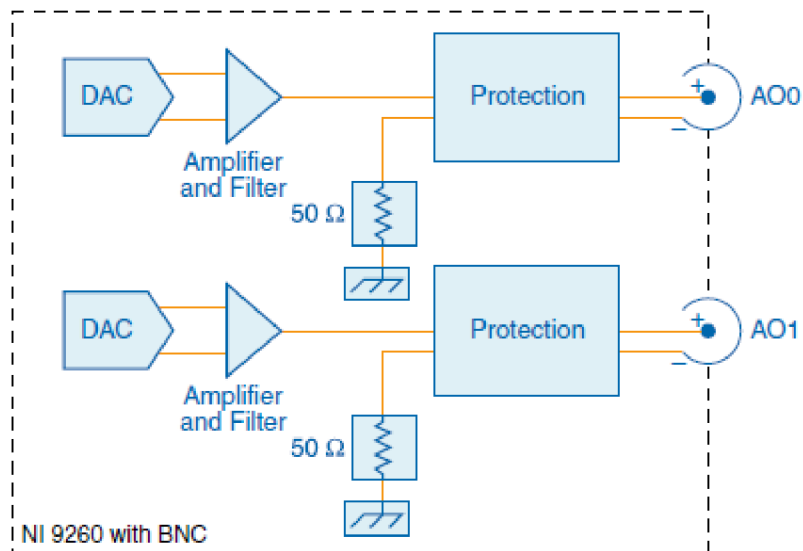 DAC
Protection
+
−
AO0
Amplifier
and Filter
50 Ω
DAC
Protection
+
−
AO1
Amplifier
and Filter
50 Ω
NI 9260 with BNC